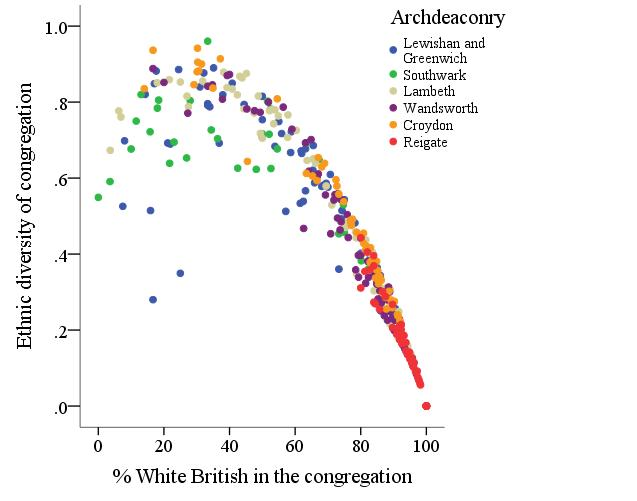 Archdeaconry
Lewishan and
Greenwich
Southwark
Lambeth
Wandsworth
Croydon
Reigate
Ethnic diversity of congregation
1.0
.8
.6
.4
.2
.0
0 20 40 60 80 100
% White British in the congregation